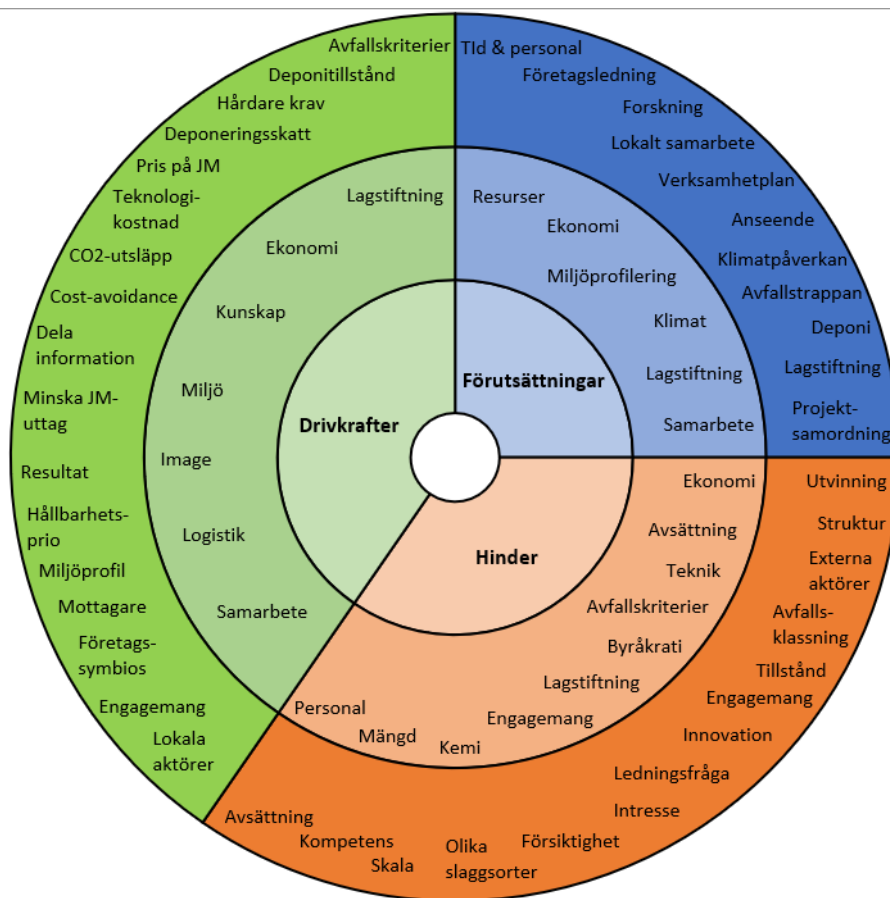 Avfallskriterier
Deponitillstånd
Hårdare krav
Deponeringsskatt
Pris på JM
Teknologi-
kostnad
CO2-utsläpp
Cost-avoidance
Dela
information
Minska JM-
uttag
Resultat
Hållbarhets-
prio
Miljöprofil
Mottagare
Företags-
symbios
Engagemang
Lokala
aktörer
Lagstiftning
Ekonomi
Kunskap
Miljö
Image
Logistik
Samarbete
Drivkrafter
TId & personal
Företagsledning
Forskning
Lokalt samarbete
Verksamhetplan
Anseende
Klimatpåverkan
Avfallstrappan
Deponi
Lagstiftning
Projekt-
samordning
Resurser
Ekonomi
Miljöprofilering
Klimat
Lagstiftning
Samarbete
Förutsättningar
Hinder
Ekonomi
Avsättning
Teknik
Avfallskriterier
Byråkrati
Lagstiftning
Engagemang
Kemi
Mängd
Personal
Utvinning
Struktur
Externa
aktörer
Avfalls-
klassning
Tillstånd
Engagemang
Innovation
Ledningsfråga
Intresse
Försiktighet
Olika
slaggsorter
Skala
Kompetens
Avsättning